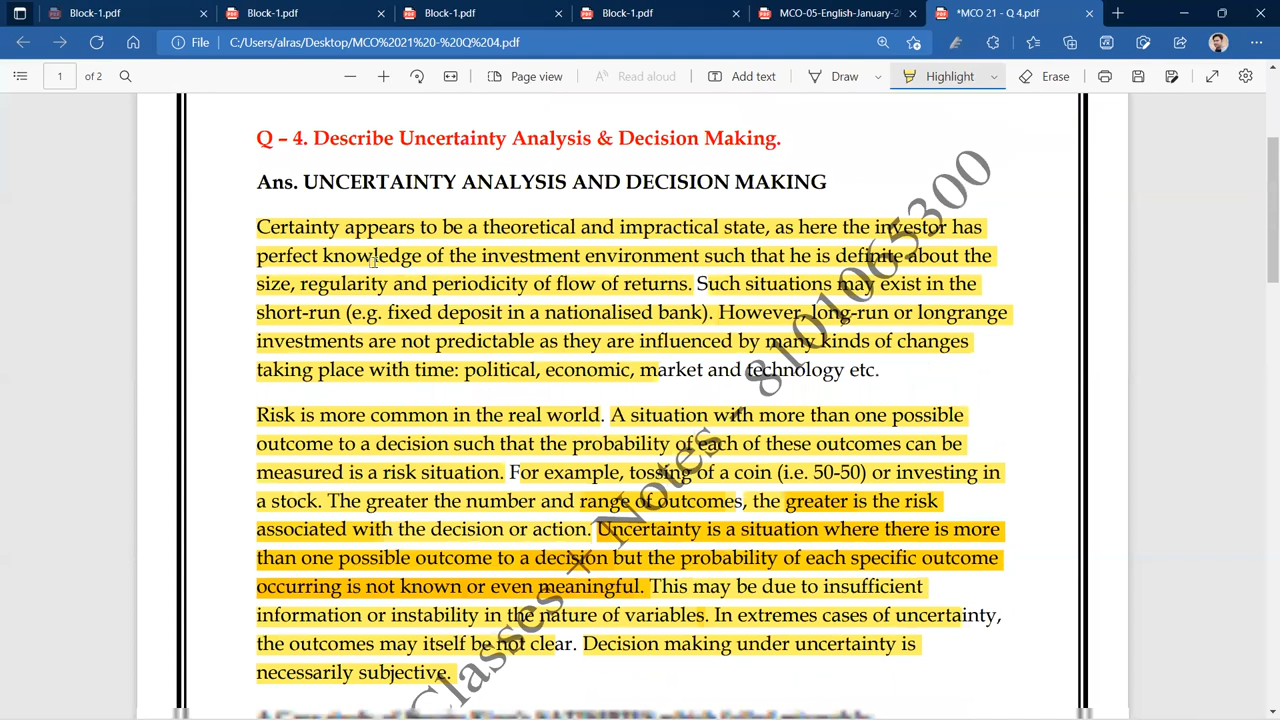 Block-1.pdf
Block-1.pdf
Block-1.pdf
Block-1.pdf
MCO-05-English-January-2
*MCO 21 - Q 4.pdf
File C:/Users/alras/Desktop/MCO%2021%20-%20Q%204.pdf
1 of 2
Page view
Read aloud
Add text
Draw
Highlight
Erase
Q – 4. Describe Uncertainty Analysis & Decision Making.
Ans. UNCERTAINTY ANALYSIS AND DECISION MAKING
Certainty appears to be a theoretical and impractical state, as here the investor has
perfect knowledge of the investment environment such that he is definite about the
size, regularity and periodicity of flow of returns. Such situations may exist in the
short-run (e.g. fixed deposit in a nationalised bank). However, long-run or longrange
investments are not predictable as they are influenced by many kinds of changes
taking place with time: political, economic, market and technology etc.
Risk is more common in the real world. A situation with more than one possible
outcome to a decision such that the probability of each of these outcomes can be
measured is a risk situation. For example, tossing of a coin (i.e. 50-50) or investing in
a stock. The greater the number and range of outcomes, the greater is the risk
associated with the decision or action. Uncertainty is a situation where there is more
than one possible outcome to a decision but the probability of each specific outcome
occurring is not known or even meaningful. This may be due to insufficient
information or instability in the nature of variables. In extremes cases of uncertainty,
the outcomes may itself be not clear. Decision making under uncertainty is
necessarily subjective.
Classes + Notes - 8101065300